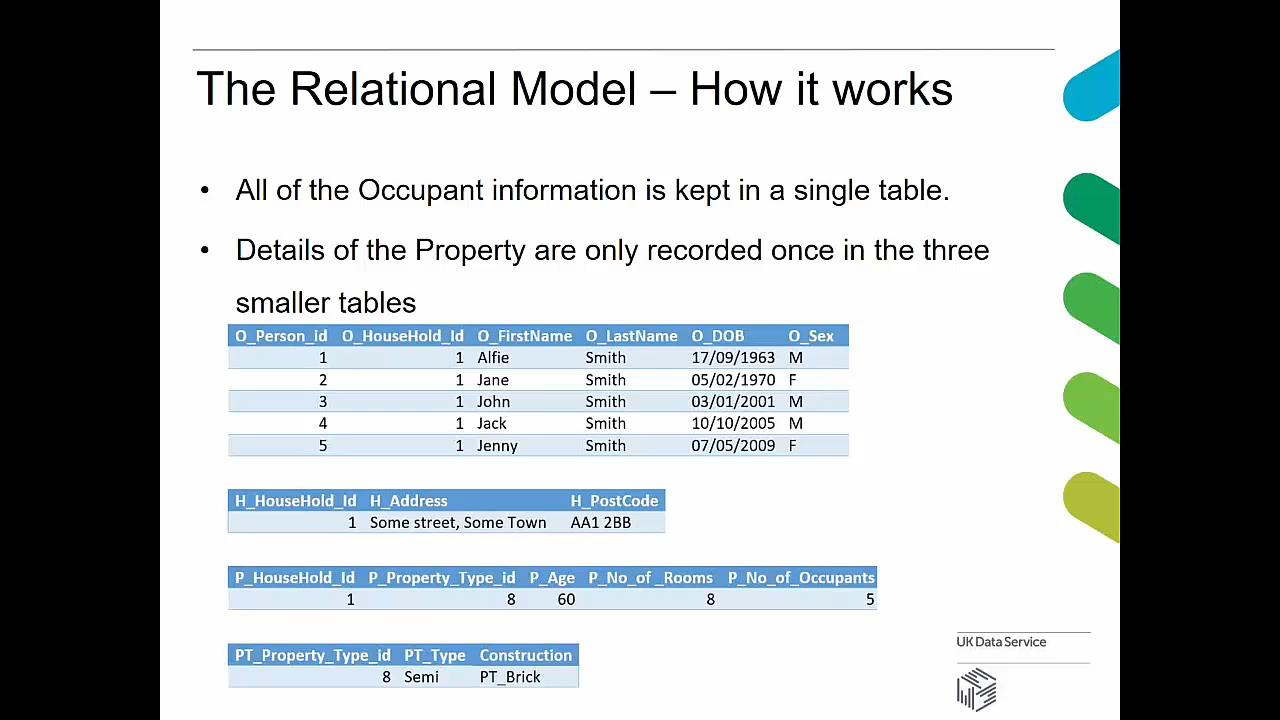 The Relational Model – How it works
• All of the Occupant information is kept in a single table.
• Details of the Property are only recorded once in the three
smaller tables
O_Person_id O_HouseHold_Id O_FirstName O_LastName O_DOB O_Sex
1 1 Alfie Smith 17/09/1963 M
2 1 Jane Smith 05/02/1970 F
3 1 John Smith 03/01/2001 M
4 1 Jack Smith 10/10/2005 M
5 1 Jenny Smith 07/05/2009 F
H_HouseHold_Id H_Address H_PostCode
1 Some street, Some Town AA1 2BB
P_HouseHold_Id P_Property_Type_id P_Age P_No_of _Rooms P_No_of_Occupants
1 8 60 8 5
PT_Property_Type_id PT_Type Construction
8 Semi PT_Brick
UK Data Service